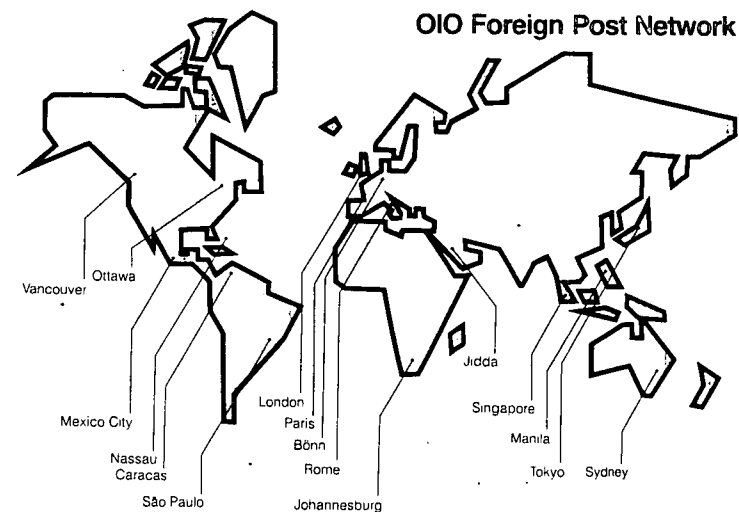 OIO Foreign Post Network
Vancouver
Ottawa
Mexico City
Nassau
Caracas
São Paulo
London
Paris
Bönn
Rome
Johannesburg
Jidda
Singapore
Manila
Tokyo
Sydney